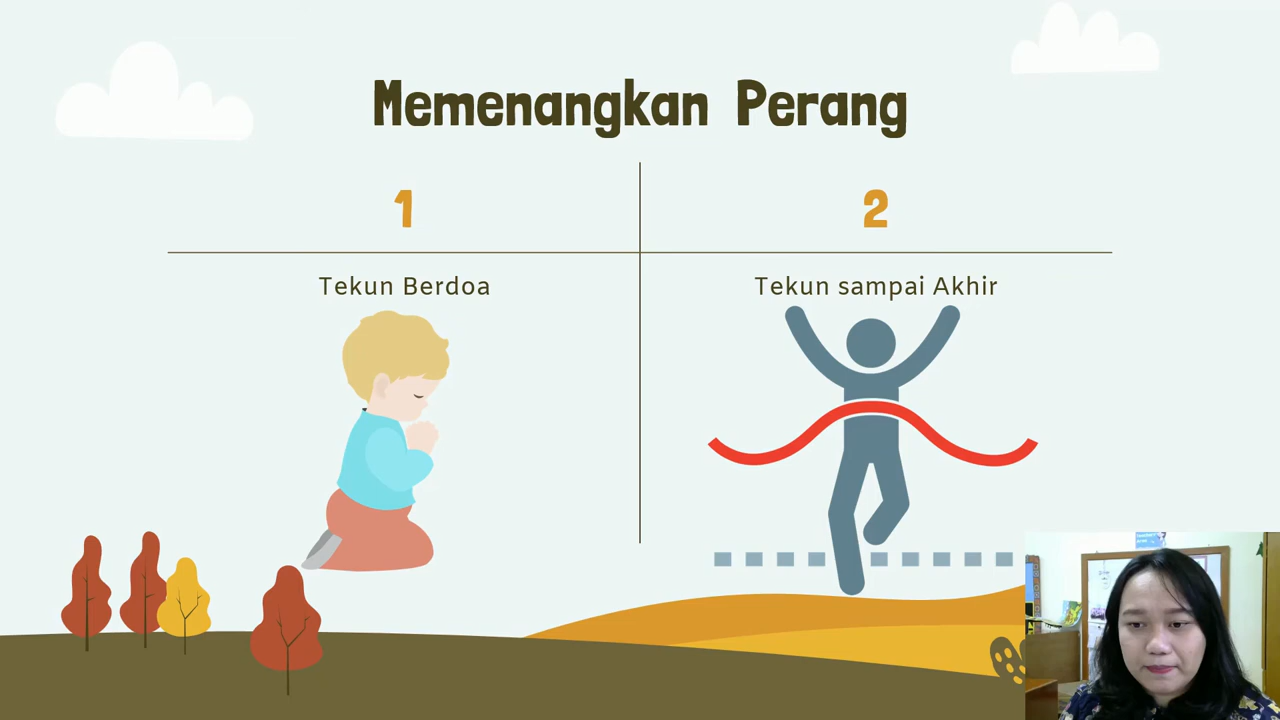 Memenangkan Perang
1
2
Tekun Berdoa
Tekun sampai Akhir